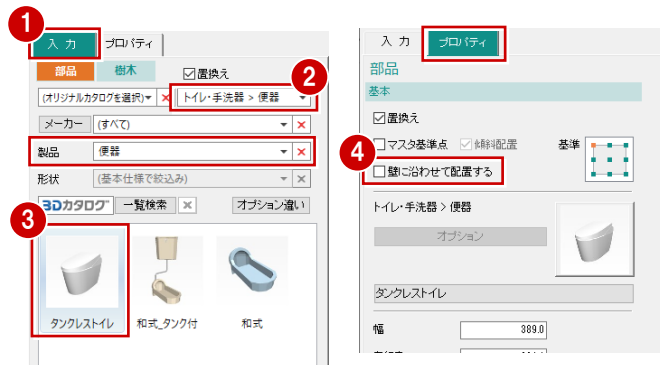 1
入 力 プロパティ
部品 樹木 ☑置換え
2
(オリジナルカタログを選択) トイレ・手洗器 > 便器
メーカー (すべて)
製品 便器
形状 (基本仕様で絞込み)
3
3Dカタログ 一覧検索 オプション違い
タンクレストイレ 和式_タンク付 和式
入 力 プロパティ
部品
基本
☑置換え
□マスタ基準点 ☑傾斜配置 基準
4
□壁に沿わせて配置する
トイレ・手洗器 > 便器
オプション
タンクレストイレ
幅 389.0